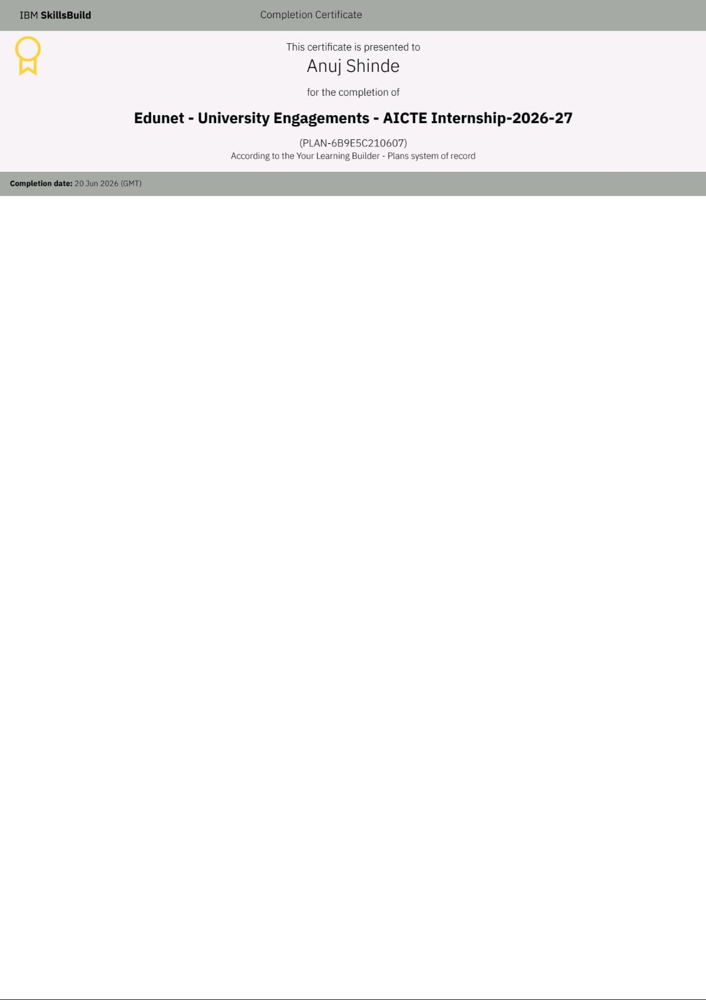 IBM SkillsBuild
Completion Certificate
This certificate is presented to
Anuj Shinde
for the completion of
Edunet - University Engagements - AICTE Internship-2026-27
(PLAN-6B9E5C210607)
According to the Your Learning Builder - Plans system of record
Completion date: 20 Jun 2026 (GMT)